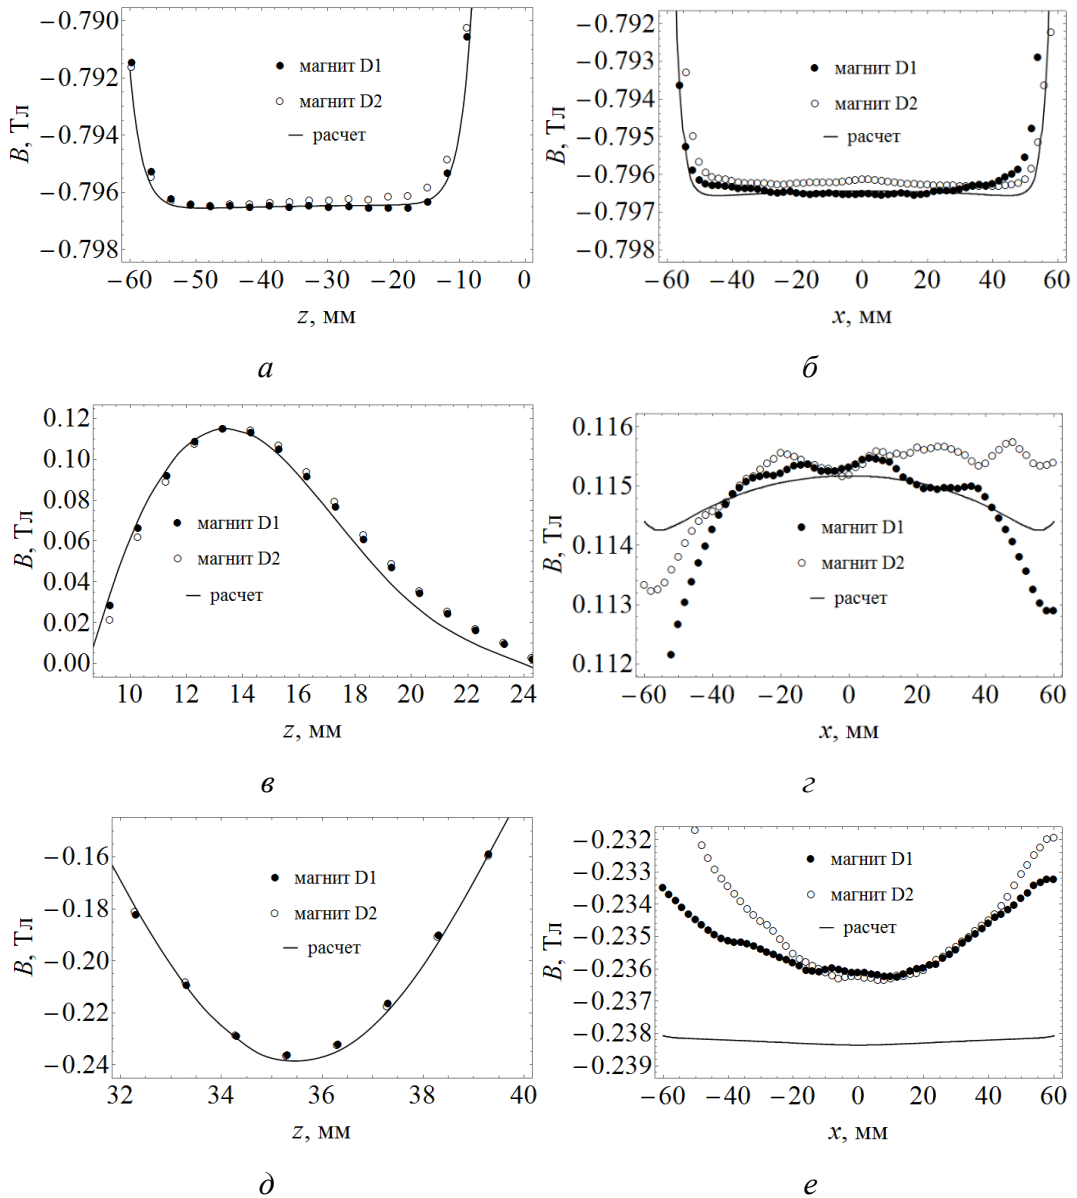 −0.790
−0.792
−0.794
−0.796
−0.798
B, Тл
магнит D1
магнит D2
расчет
−60 −50 −40 −30 −20 −10 0
z, мм
а
−0.792
−0.793
−0.794
−0.795
−0.796
−0.797
−0.798
B, Тл
магнит D1
магнит D2
расчет
−60 −40 −20 0 20 40 60
x, мм
б
0.12
0.10
0.08
0.06
0.04
0.02
0.00
B, Тл
магнит D1
магнит D2
расчет
10 12 14 16 18 20 22 24
z, мм
в
0.116
0.115
0.114
0.113
0.112
B, Тл
магнит D1
магнит D2
расчет
−60 −40 −20 0 20 40 60
x, мм
г
−0.16
−0.18
−0.20
−0.22
−0.24
B, Тл
магнит D1
магнит D2
расчет
32 34 36 38 40
z, мм
д
−0.232
−0.233
−0.234
−0.235
−0.236
−0.237
−0.238
−0.239
B, Тл
магнит D1
магнит D2
расчет
−60 −40 −20 0 20 40 60
x, мм
е